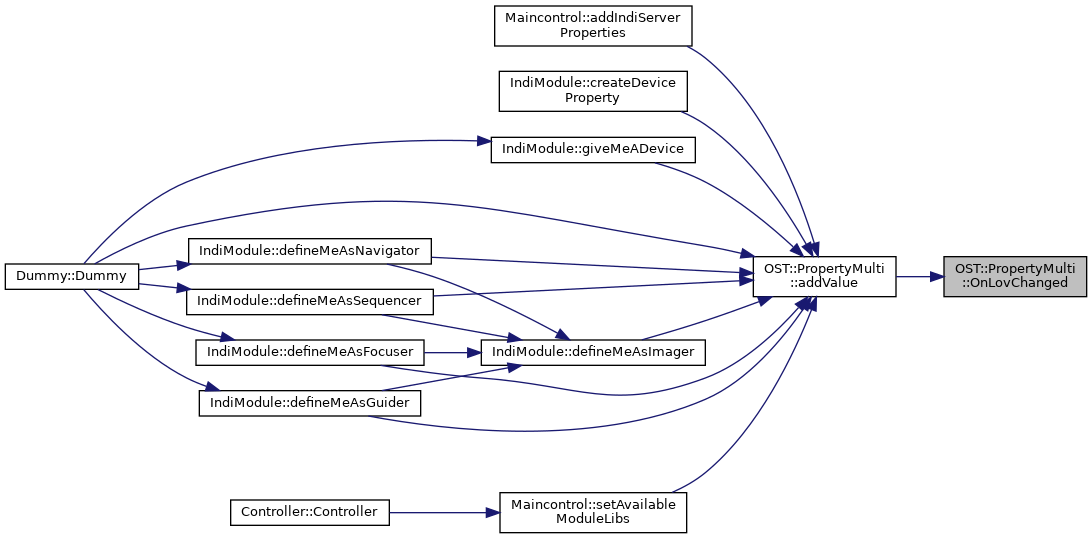 Maincontrol::addIndiServer
Properties
IndiModule::createDevice
Property
IndiModule::giveMeADevice
IndiModule::defineMeAsNavigator
Dummy::Dummy
OST::PropertyMulti
::addValue
OST::PropertyMulti
::OnLovChanged
IndiModule::defineMeAsSequencer
IndiModule::defineMeAsFocuser
IndiModule::defineMeAsImager
IndiModule::defineMeAsGuider
Controller::Controller
Maincontrol::setAvailable
ModuleLibs